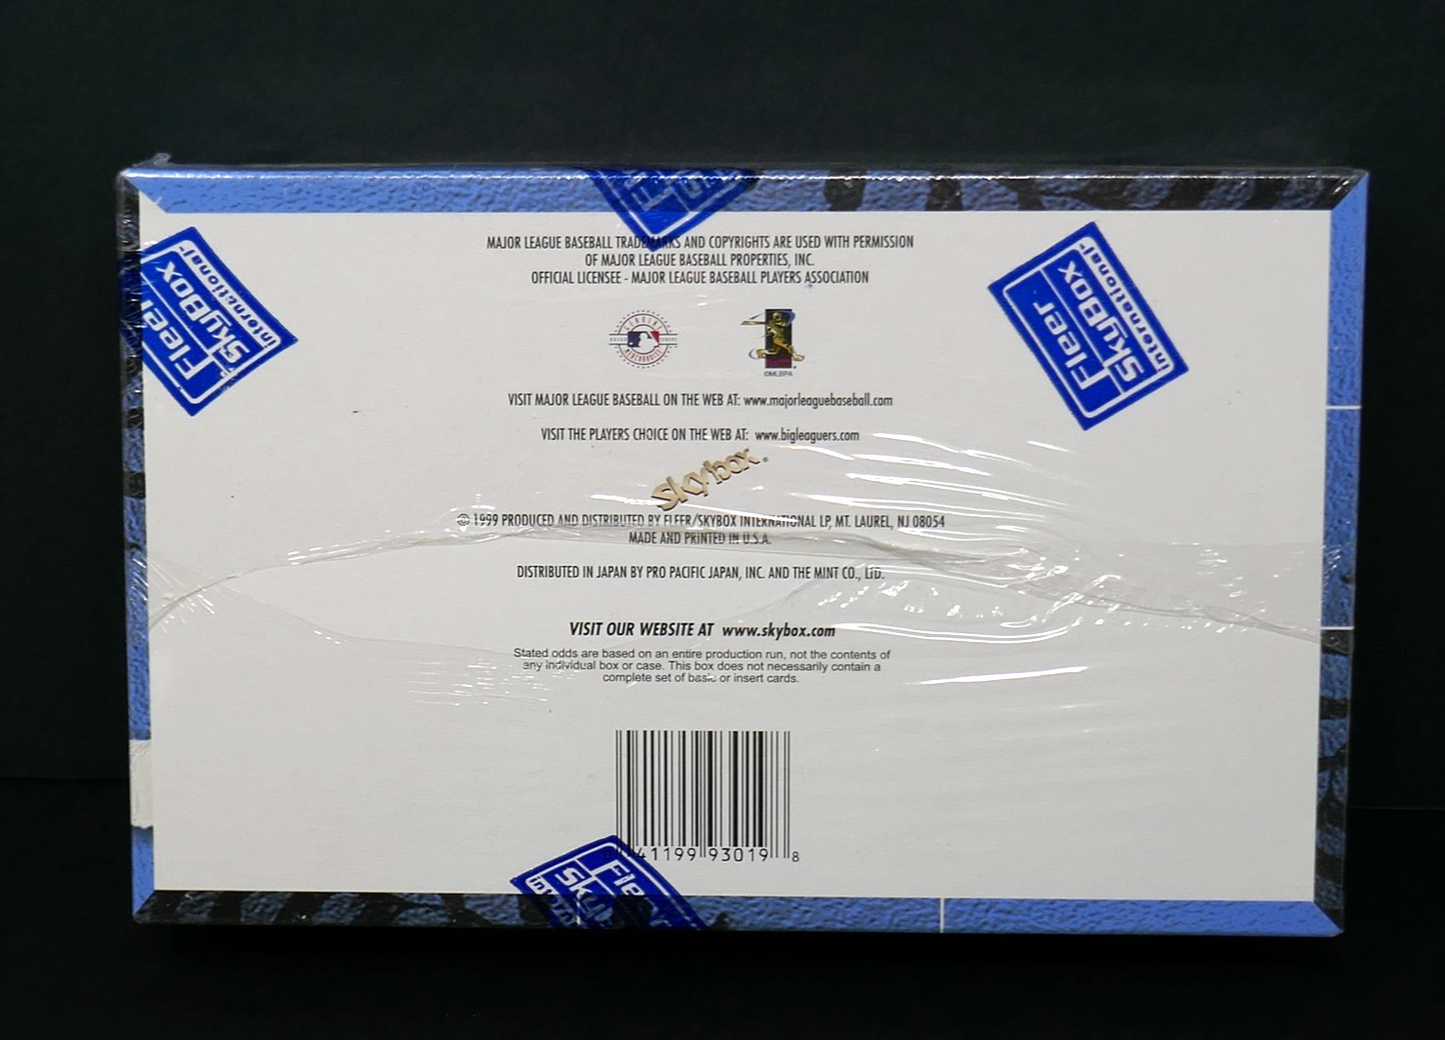 MAJOR LEAGUE BASEBALL TRADEMARKS AND COPYRIGHTS ARE USED WITH PERMISSION
OF MAJOR LEAGUE BASEBALL PROPERTIES, INC.
OFFICIAL LICENSEE - MAJOR LEAGUE BASEBALL PLAYERS ASSOCIATION
Fleer
SkyBox
International
Fleer
SkyBox
International
GENUINE
MERCHANDISE
©MLBPA
VISIT MAJOR LEAGUE BASEBALL ON THE WEB AT: www.majorleaguebaseball.com
VISIT THE PLAYERS CHOICE ON THE WEB AT: www.bigleaguers.com
skybox
© 1999 PRODUCED AND DISTRIBUTED BY FLEER/SKYBOX INTERNATIONAL LP, MT. LAUREL, NJ 08054
MADE AND PRINTED IN U.S.A.
DISTRIBUTED IN JAPAN BY PRO PACIFIC JAPAN, INC. AND THE MINT CO., LTD.
VISIT OUR WEBSITE AT www.skybox.com
Stated odds are based on an entire production run, not the contents of
any individual box or case. This box does not necessarily contain a
complete set of basic or insert cards.
41199 93019 8